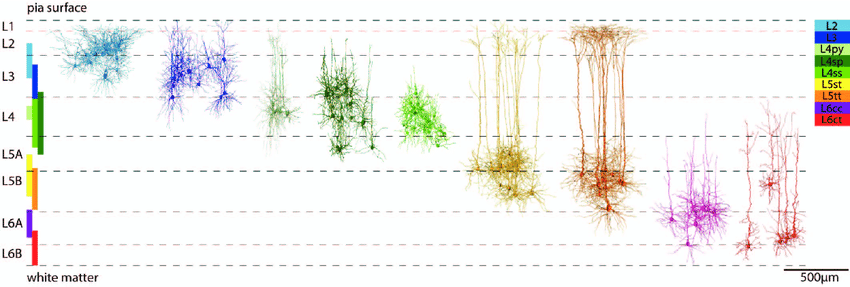 pia surface
L1
L2
L3
L4
L5A
L5B
L6A
L6B
white matter
L2
L3
L4py
L4sp
L4ss
L5st
L5tt
L6cc
L6ct
500µm